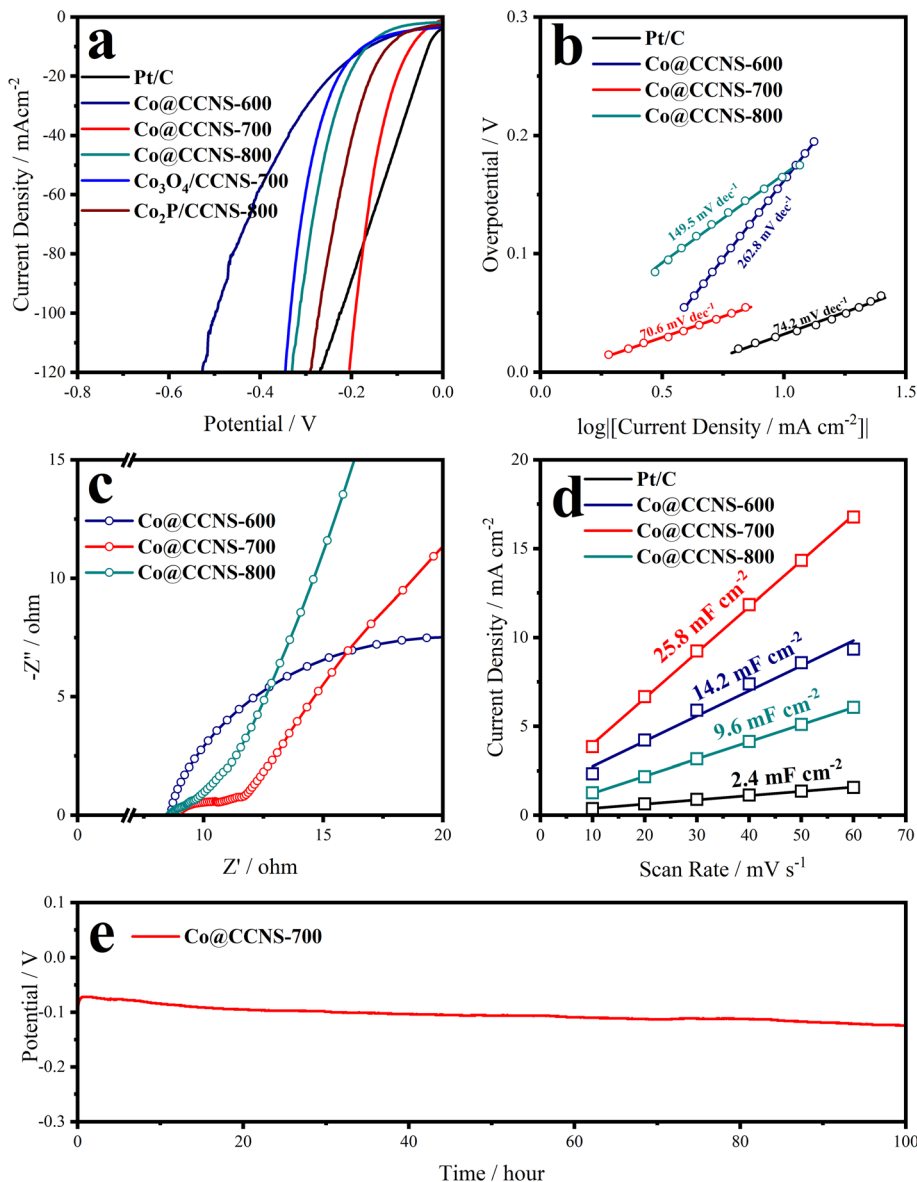 a
Pt/C
Co@CCNS-600
Co@CCNS-700
Co@CCNS-800
Co₃O₄/CCNS-700
Co₂P/CCNS-800
0
-20
-40
-60
-80
-100
-120
-0.8
-0.6
-0.4
-0.2
0.0
Current Density / mAcm⁻²
Potential / V
b
Pt/C
Co@CCNS-600
Co@CCNS-700
Co@CCNS-800
149.5 mV dec⁻¹
262.8 mV dec⁻¹
70.6 mV dec⁻¹
74.2 mV dec⁻¹
0.3
0.2
0.1
0.0
0.0
0.5
1.0
1.5
Overpotential / V
log|[Current Density / mA cm⁻²]|
c
Co@CCNS-600
Co@CCNS-700
Co@CCNS-800
15
10
5
0
0
10
15
20
-Z'' / ohm
Z' / ohm
d
Pt/C
Co@CCNS-600
Co@CCNS-700
Co@CCNS-800
25.8 mF cm⁻²
14.2 mF cm⁻²
9.6 mF cm⁻²
2.4 mF cm⁻²
20
15
10
5
0
0
10
20
30
40
50
60
70
Current Density / mA cm⁻²
Scan Rate / mV s⁻¹
e
Co@CCNS-700
0.1
0.0
-0.1
-0.2
-0.3
0
20
40
60
80
100
Potential / V
Time / hour